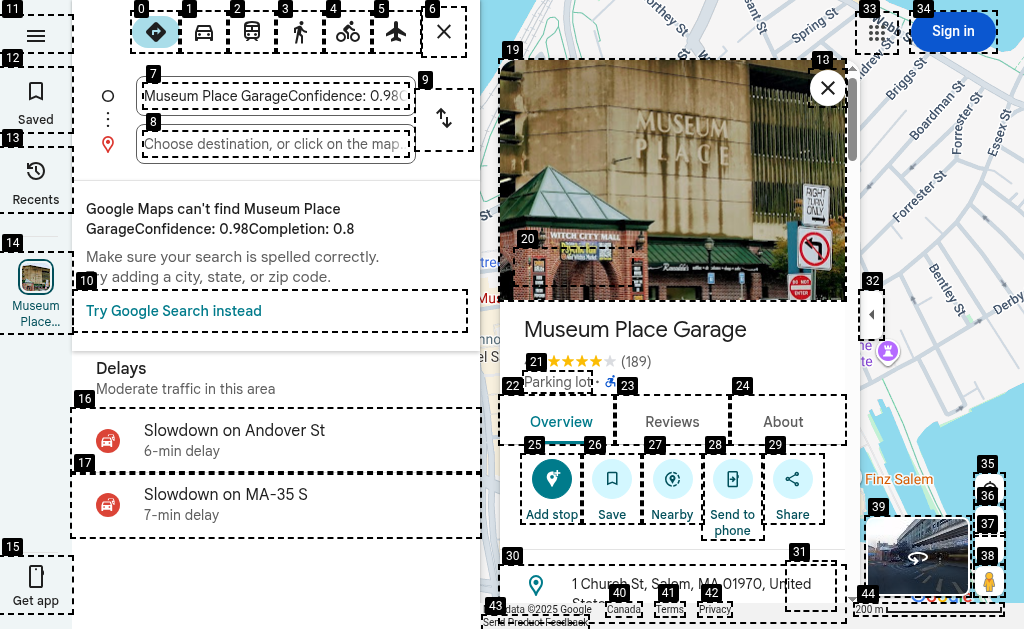 Museum Place GarageConfidence: 0.98C
Choose destination, or click on the map...
Saved
Recents
Museum
Place...
Get app
Google Maps can't find Museum Place
GarageConfidence: 0.98Completion: 0.8
Make sure your search is spelled correctly.
Try adding a city, state, or zip code.
Try Google Search instead
Delays
Moderate traffic in this area
Slowdown on Andover St
6-min delay
Slowdown on MA-35 S
7-min delay
MUSEUM
PLACE
WITCH CITY MALL
RIGHT
TURN
ONLY
DO NOT
Museum Place Garage
(189)
Parking lot ·
Overview
Reviews
About
Add stop
Save
Nearby
Send to
phone
Share
1 Church St, Salem, MA 01970, United
States
Sign in
Spring St
Briggs St
Boardman St
Forrester St
Essex St
Forrester St
Bentley St
Derby
Finz Salem
data ©2025 Google
Canada
Terms
Privacy
Send Product Feedback
200 m
0
1
2
3
4
5
6
7
8
9
10
11
12
13
14
15
16
17
13
19
20
21
22
23
24
25
26
27
28
29
30
31
32
33
34
35
36
37
38
39
40
41
42
43
44